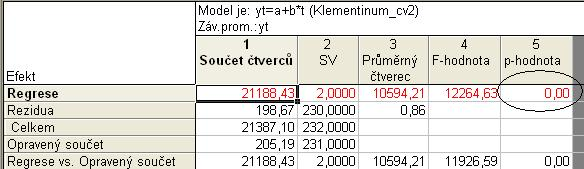 Model je: yt=a+b*t (Klementinum_cv2)
Záv.prom.:yt
1 2 3 4 5
Součet čtverců SV Průměrný čtverec F-hodnota p-hodnota
Efekt
Regrese 21188,43 2,0000 10594,21 12264,63 0,00
Rezidua 198,67 230,0000 0,86
Celkem 21387,10 232,0000
Opravený součet 205,19 231,0000
Regrese vs. Opravený součet 21188,43 2,0000 10594,21 11926,59 0,00